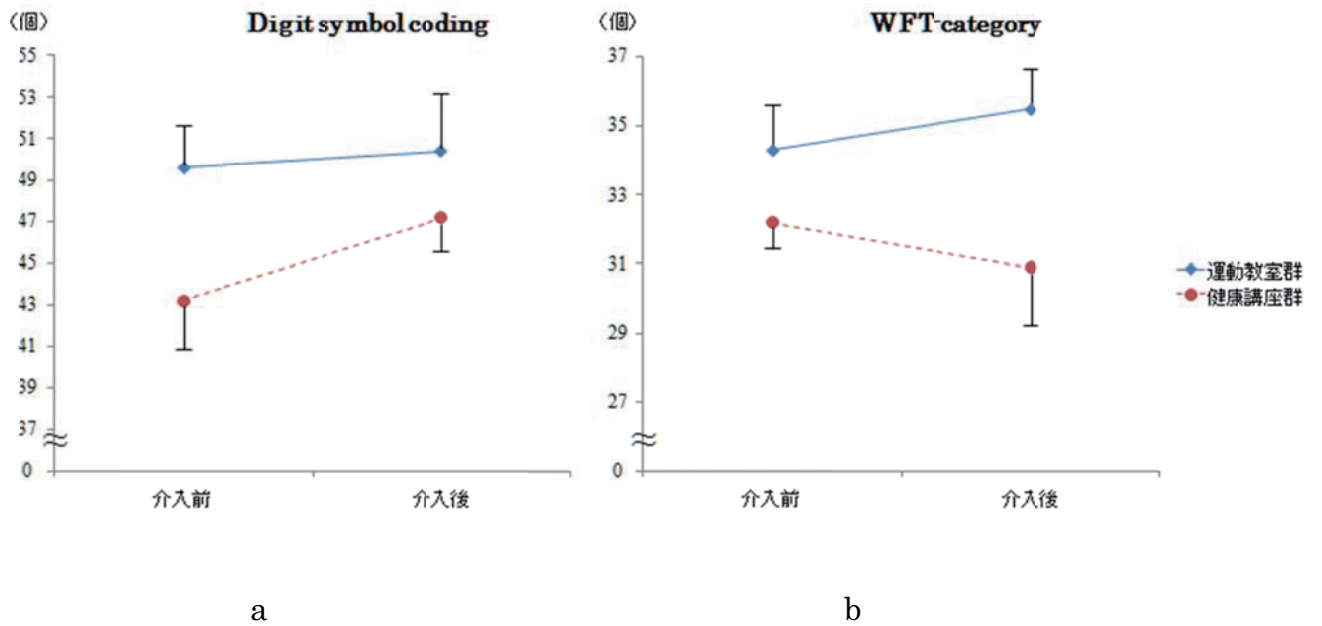 (個)
Digit symbol coding
55
53
51
49
47
45
43
41
39
37
0
介入前
介入後
(個)
WFT-category
37
35
33
31
29
27
0
介入前
介入後
運動教室群
健康講座群
a
b